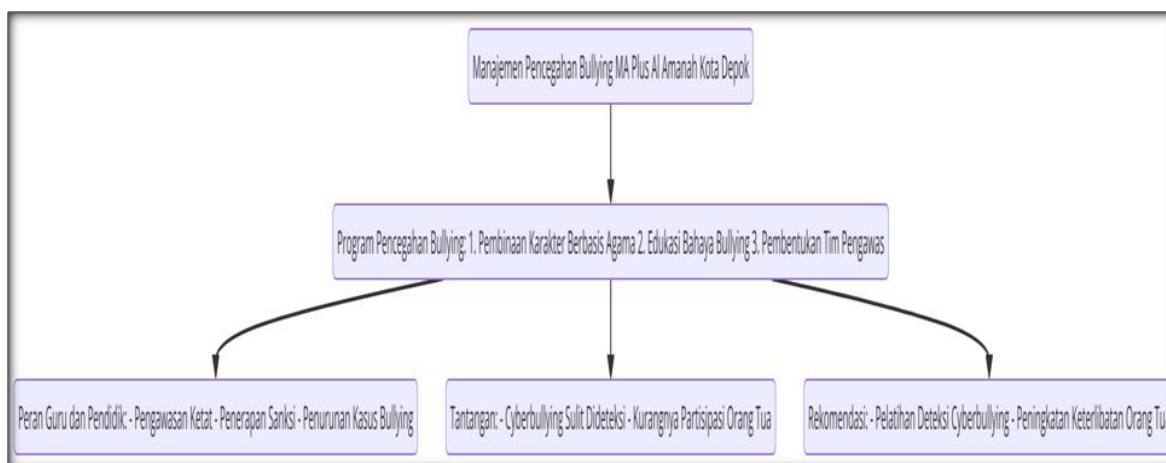 Manajemen Pencegahan Bullying MA Plus Al Amanah Kota Depok
Program Pencegahan Bullying: 1. Pembinaan Karakter Berbasis Agama 2. Edukasi Bahaya Bullying 3. Pembentukan Tim Pengawas
Peran Guru dan Pendidik: - Pengawasan Ketat - Penerapan Sanksi - Penurunan Kasus Bullying
Tantangan: - Cyberbullying Sulit Dideteksi - Kurangnya Partisipasi Orang Tua
Rekomendasi: - Pelatihan Deteksi Cyberbullying - Peningkatan Keterlibatan Orang Tu